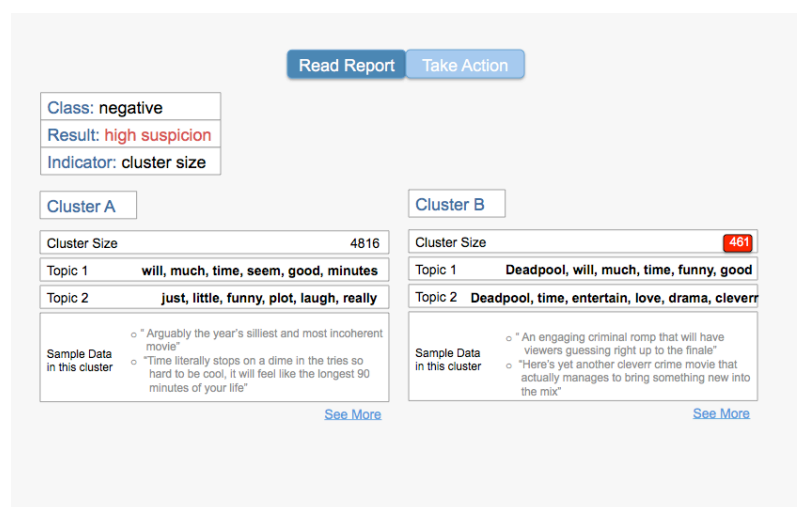 Read Report
Take Action
Class: negative
Result: high suspicion
Indicator: cluster size
Cluster A
Cluster Size 4816
Topic 1 will, much, time, seem, good, minutes
Topic 2 just, little, funny, plot, laugh, really
Sample Data
in this cluster
○ " Arguably the year's silliest and most incoherent
movie"
○ "Time literally stops on a dime in the tries so
hard to be cool, it will feel like the longest 90
minutes of your life"
See More
Cluster B
Cluster Size 461
Topic 1 Deadpool, will, much, time, funny, good
Topic 2 Deadpool, time, entertain, love, drama, cleverr
Sample Data
in this cluster
○ " An engaging criminal romp that will have
viewers guessing right up to the finale"
○ "Here's yet another cleverr crime movie that
actually manages to bring something new into
the mix"
See More